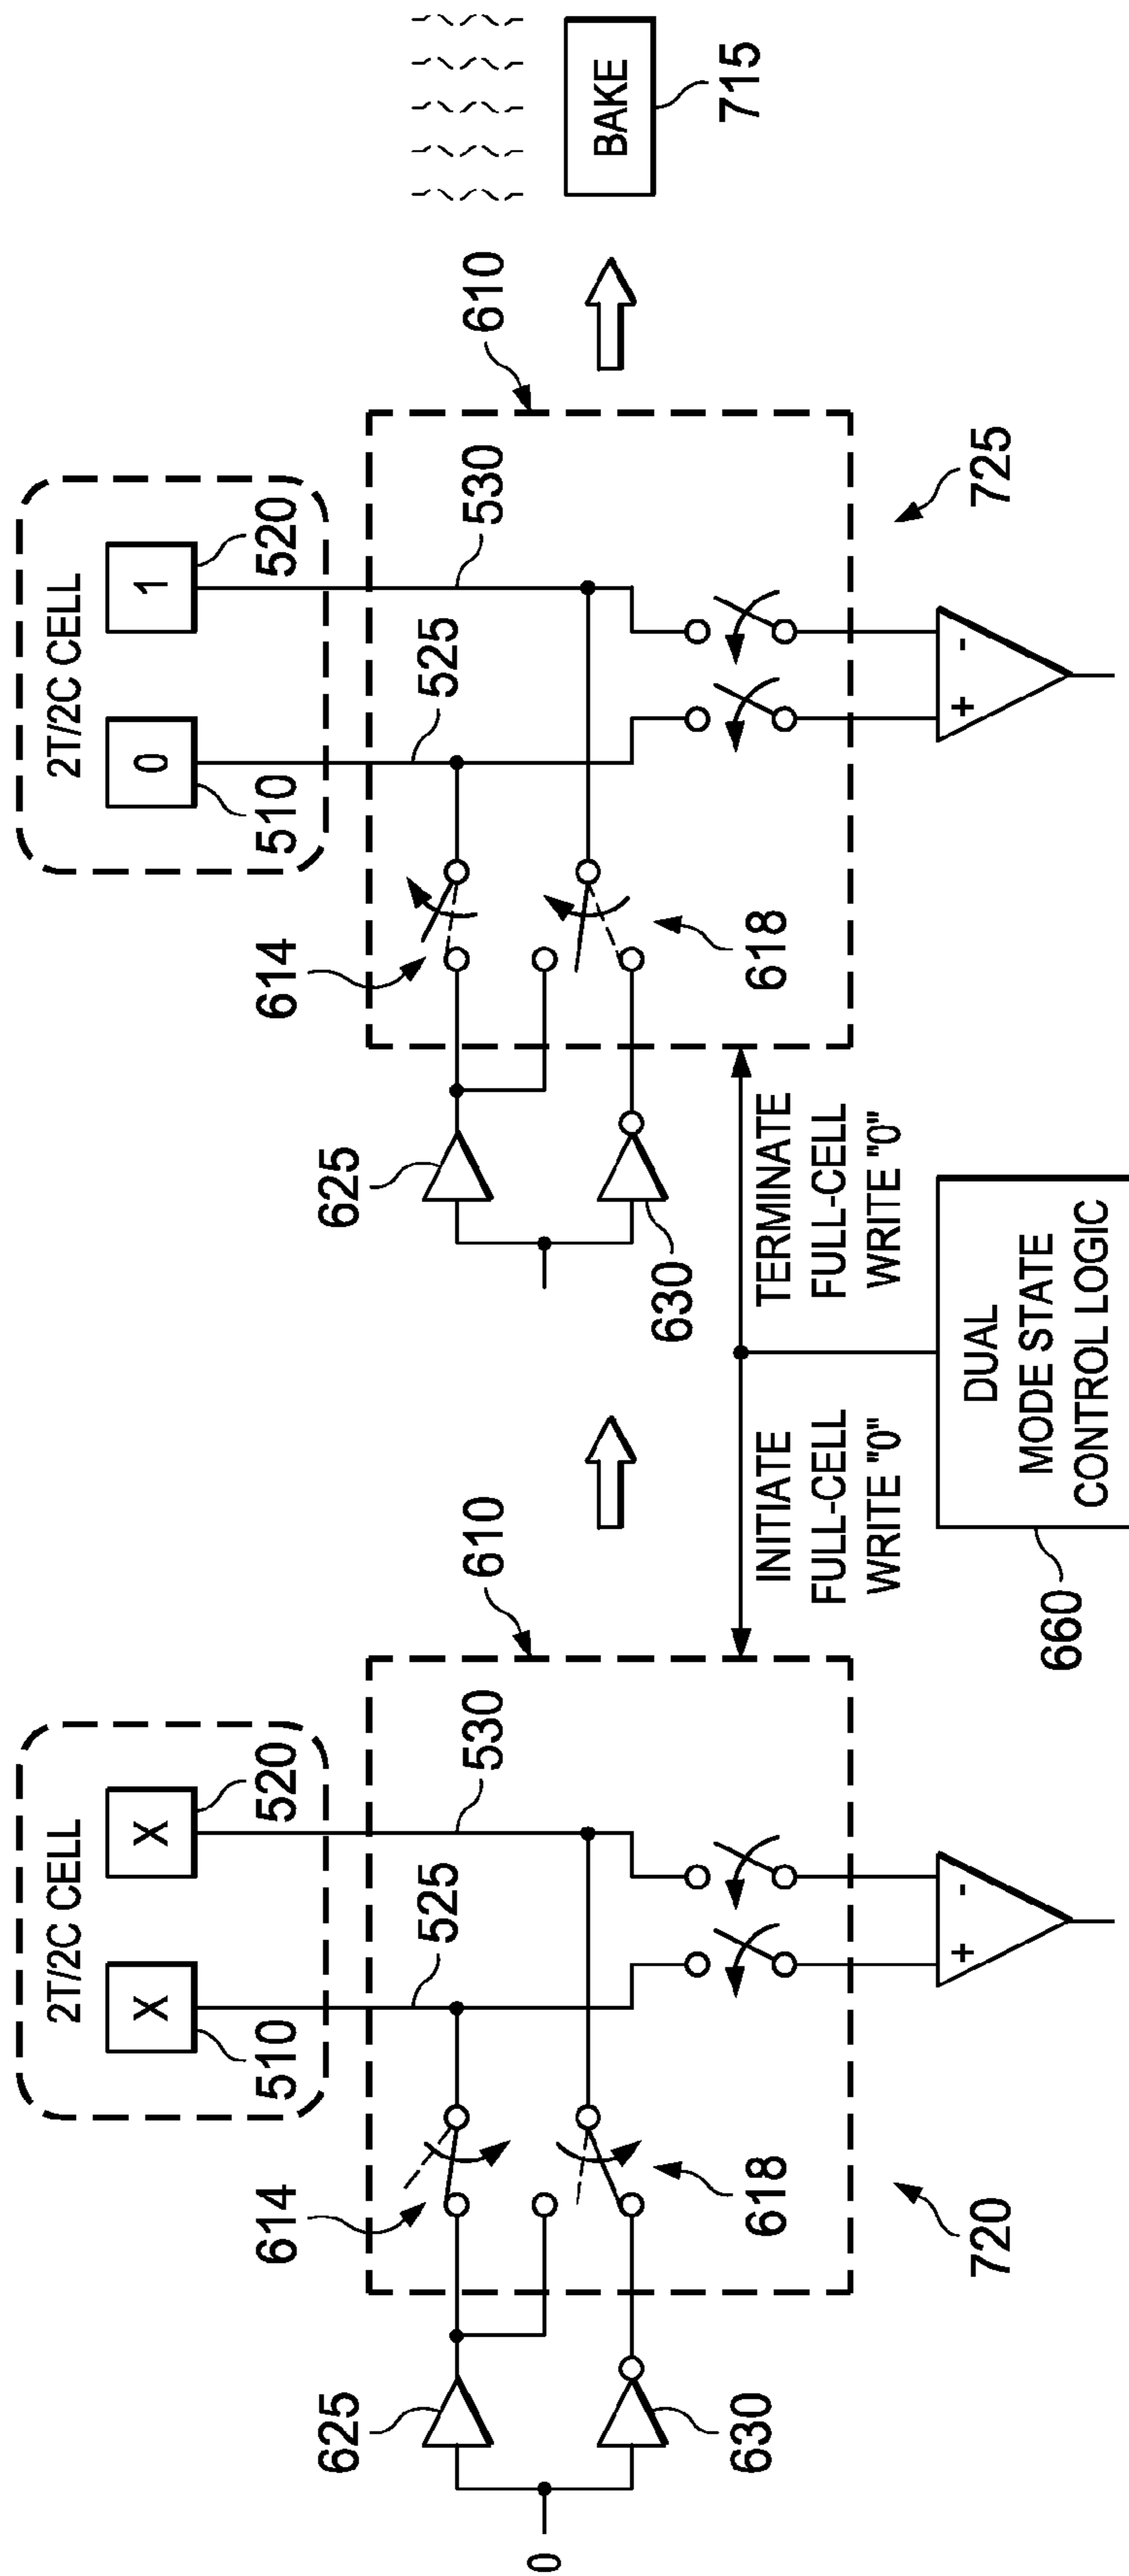 2T/2C CELL
X
X
510
520
525
530
610
614
618
625
630
0
720
INITIATE
FULL-CELL
WRITE "0"
TERMINATE
FULL-CELL
WRITE "0"
DUAL
MODE STATE
CONTROL LOGIC
660
+
-
2T/2C CELL
0
1
510
520
525
530
610
614
618
625
630
725
+
-
BAKE
715